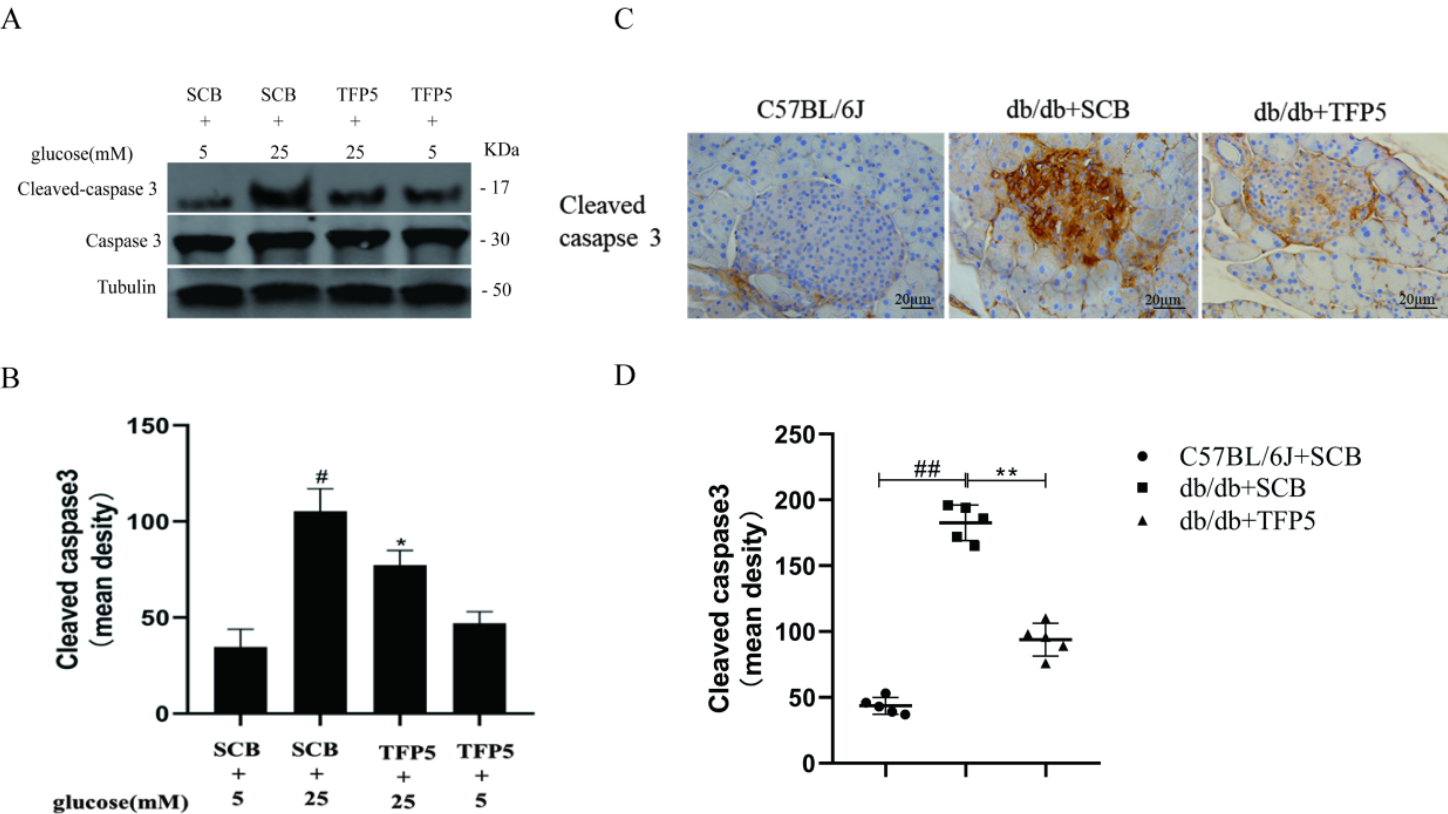 A
SCB SCB TFP5 TFP5
+ + + +
glucose(mM) 5 25 25 5 KDa
Cleaved-caspase 3 - 17
Caspase 3 - 30
Tubulin - 50
C
C57BL/6J db/db+SCB db/db+TFP5
Cleaved
casapse 3
20μm 20μm 20μm
B
150
100
50
0
Cleaved caspase3
(mean desity)
#
*
SCB SCB TFP5 TFP5
+ + + +
glucose(mM) 5 25 25 5
D
250
200
150
100
50
0
Cleaved caspase3
(mean desity)
## **
C57BL/6J+SCB
db/db+SCB
db/db+TFP5